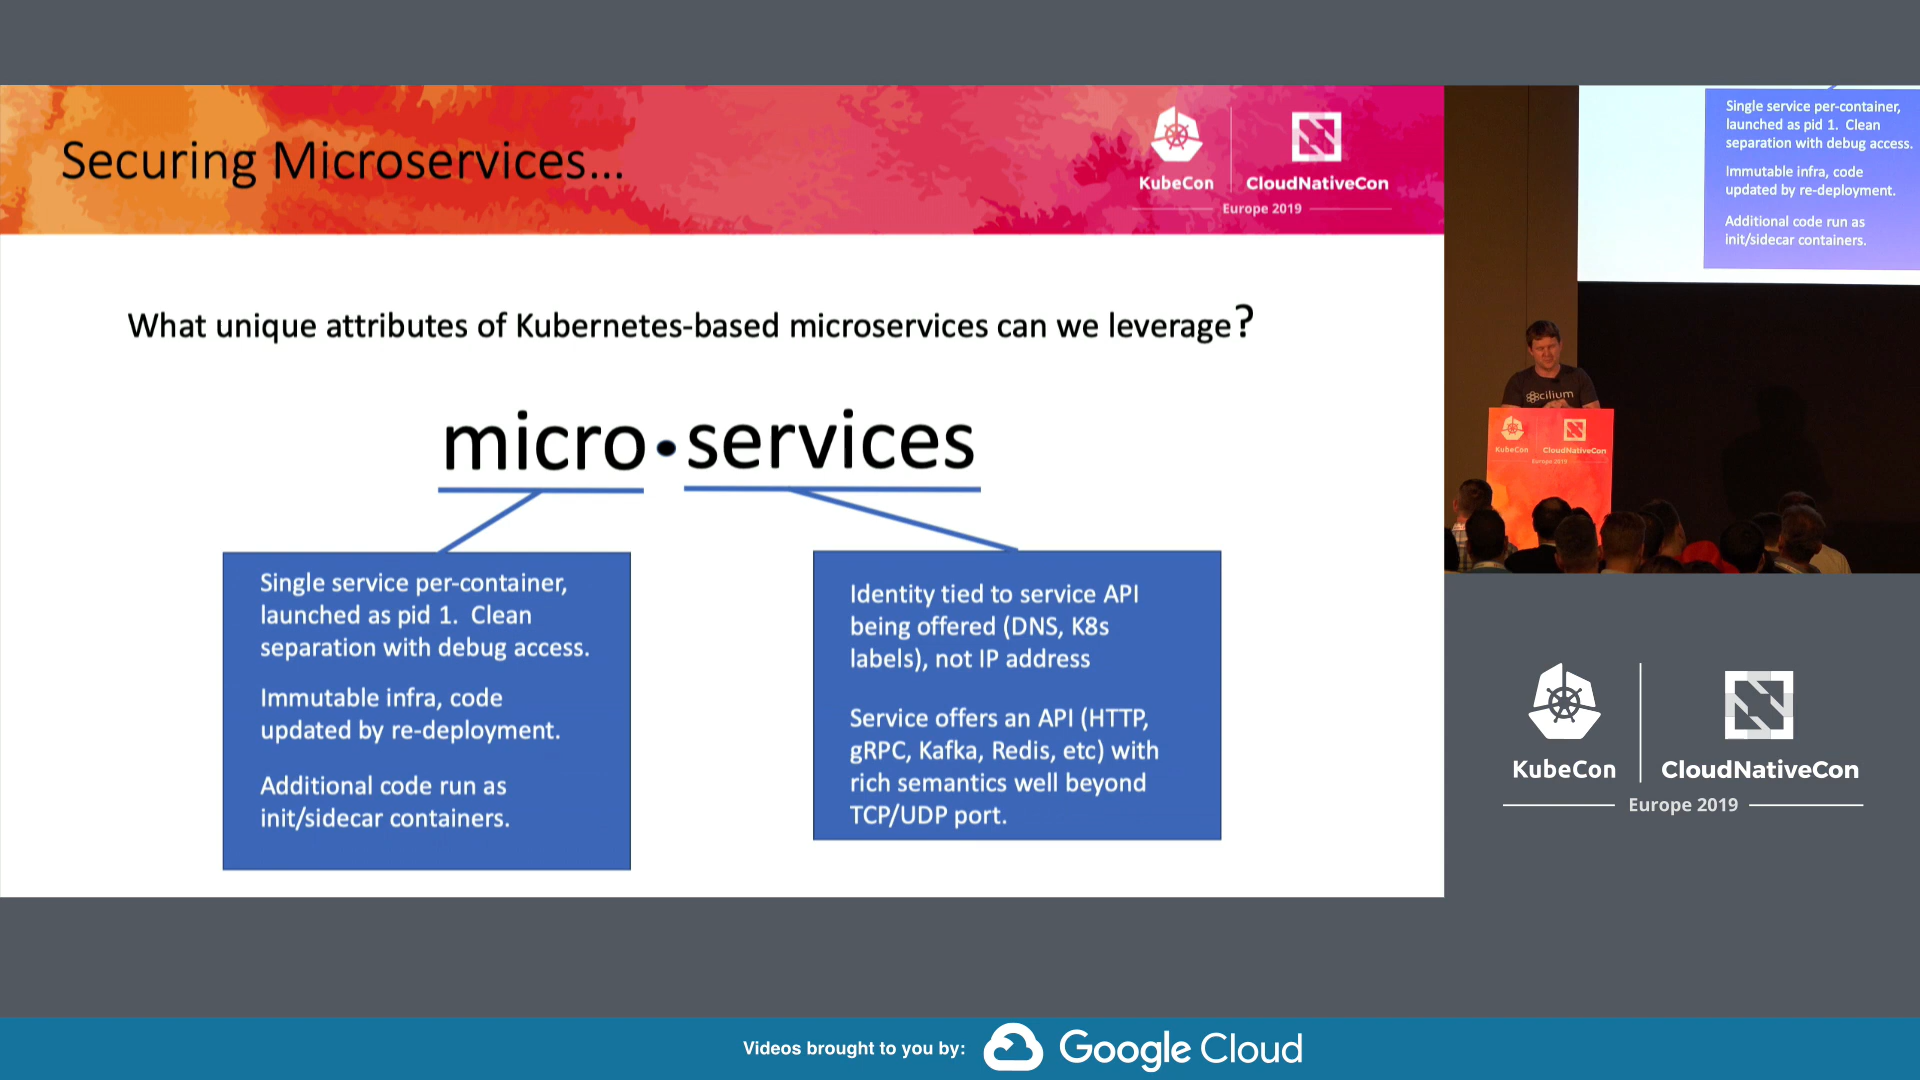 Securing Microservices...
KubeCon
CloudNativeCon
Europe 2019
What unique attributes of Kubernetes-based microservices can we leverage?
micro•services
Single service per-container,
launched as pid 1. Clean
separation with debug access.
Immutable infra, code
updated by re-deployment.
Additional code run as
init/sidecar containers.
Identity tied to service API
being offered (DNS, K8s
labels), not IP address
Service offers an API (HTTP,
gRPC, Kafka, Redis, etc) with
rich semantics well beyond
TCP/UDP port.
Single service per-container,
launched as pid 1. Clean
separation with debug access.
Immutable infra, code
updated by re-deployment.
Additional code run as
init/sidecar containers.
cilium
KubeCon
CloudNativeCon
Europe 2019
KubeCon
CloudNativeCon
Europe 2019
Videos brought to you by:
Google Cloud